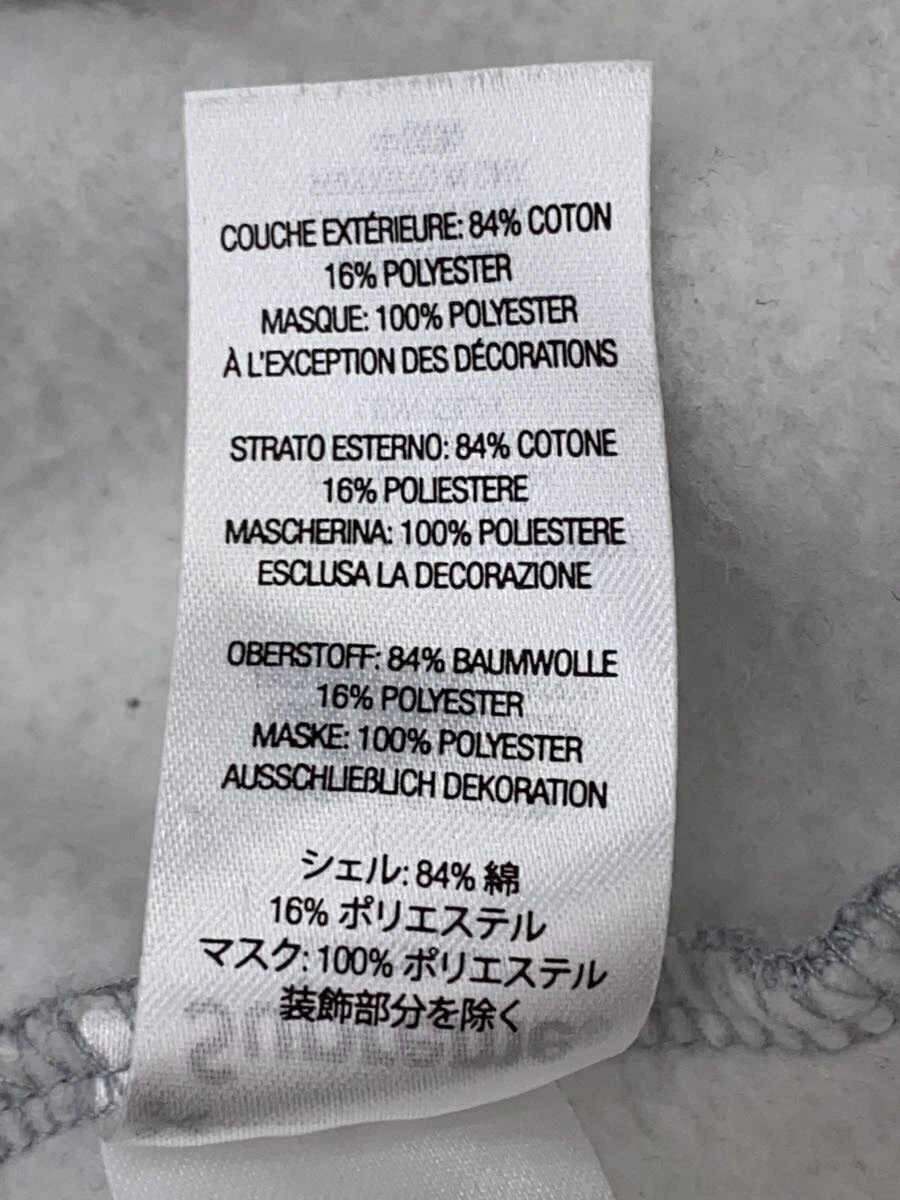 COUCHE EXTÉRIEURE: 84% COTON
16% POLYESTER
MASQUE: 100% POLYESTER
À L'EXCEPTION DES DÉCORATIONS
STRATO ESTERNO: 84% COTONE
16% POLIESTERE
MASCHERINA: 100% POLIESTERE
ESCLUSA LA DECORAZIONE
OBERSTOFF: 84% BAUMWOLLE
16% POLYESTER
MASKE: 100% POLYESTER
AUSSCHLIEßLICH DEKORATION
シェル: 84% 綿
16% ポリエステル
マスク: 100% ポリエステル
装飾部分を除く